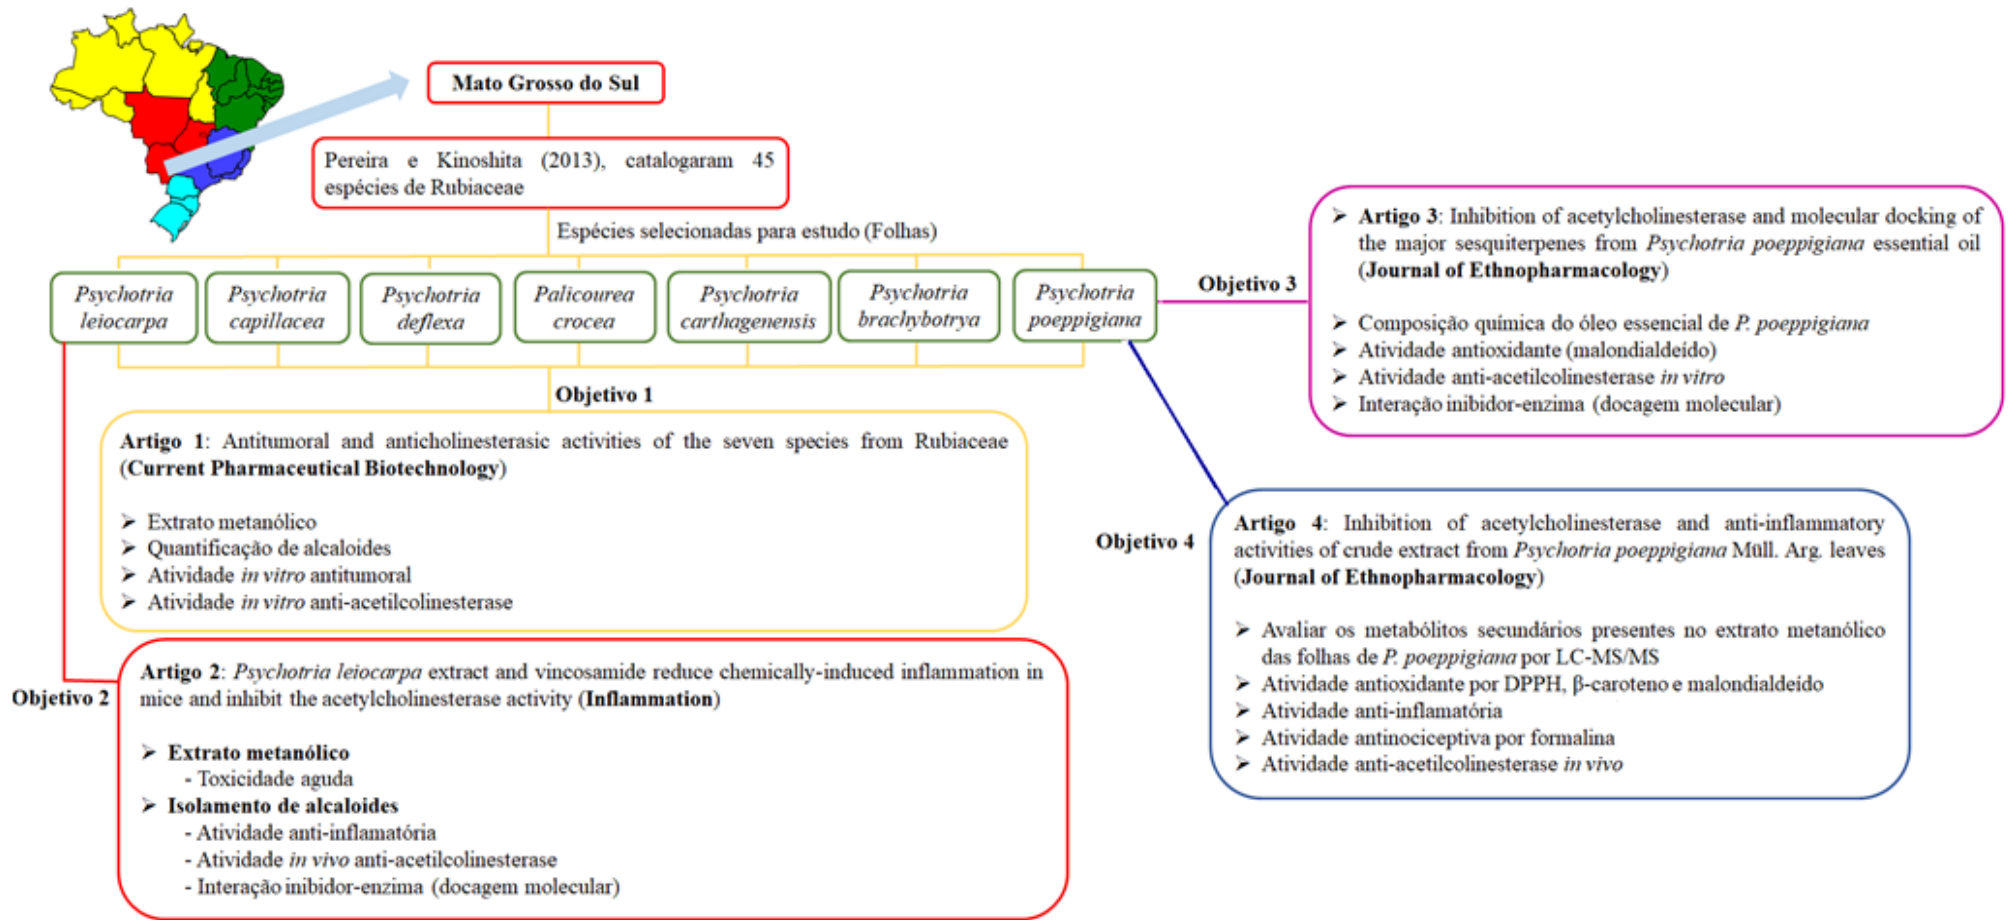 Mato Grosso do Sul
Pereira e Kinoshita (2013), catalogaram 45
espécies de Rubiaceae
Espécies selecionadas para estudo (Folhas)
Psychotria
leiocarpa
Psychotria
capillacea
Psychotria
deflexa
Palicourea
crocea
Psychotria
carthagenensis
Psychotria
brachybotrya
Psychotria
poeppigiana
Objetivo 1
Artigo 1: Antitumoral and anticholinesterasic activities of the seven species from Rubiaceae
(Current Pharmaceutical Biotechnology)
➢ Extrato metanólico
➢ Quantificação de alcaloides
➢ Atividade in vitro antitumoral
➢ Atividade in vitro anti-acetilcolinesterase
Objetivo 2
Artigo 2: Psychotria leiocarpa extract and vincosamide reduce chemically-induced inflammation in
mice and inhibit the acetylcholinesterase activity (Inflammation)
➢ Extrato metanólico
- Toxicidade aguda
➢ Isolamento de alcaloides
- Atividade anti-inflamatória
- Atividade in vivo anti-acetilcolinesterase
- Interação inibidor-enzima (docagem molecular)
Objetivo 3
➢ Artigo 3: Inhibition of acetylcholinesterase and molecular docking of
the major sesquiterpenes from Psychotria poeppigiana essential oil
(Journal of Ethnopharmacology)
➢ Composição química do óleo essencial de P. poeppigiana
➢ Atividade antioxidante (malondialdeído)
➢ Atividade anti-acetilcolinesterase in vitro
➢ Interação inibidor-enzima (docagem molecular)
Objetivo 4
Artigo 4: Inhibition of acetylcholinesterase and anti-inflammatory
activities of crude extract from Psychotria poeppigiana Müll. Arg. leaves
(Journal of Ethnopharmacology)
➢ Avaliar os metabólitos secundários presentes no extrato metanólico
das folhas de P. poeppigiana por LC-MS/MS
➢ Atividade antioxidante por DPPH, β-caroteno e malondialdeído
➢ Atividade anti-inflamatória
➢ Atividade antinociceptiva por formalina
➢ Atividade anti-acetilcolinesterase in vivo